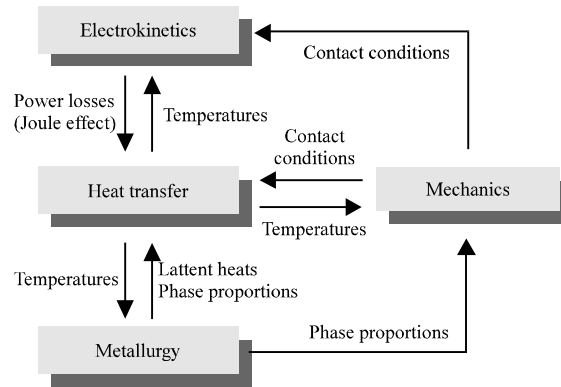 Electrokinetics
Contact conditions
Power losses
(Joule effect)
Temperatures
Contact
conditions
Heat transfer
Mechanics
Temperatures
Temperatures
Lattent heats
Phase proportions
Metallurgy
Phase proportions